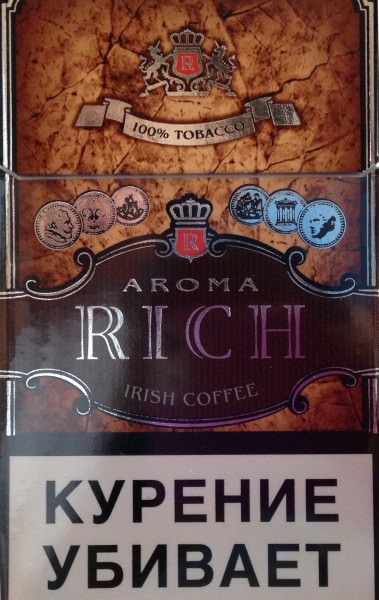 R
100% TOBACCO
R
AROMA
RICH
IRISH COFFEE
КУРЕНИЕ
УБИВАЕТ